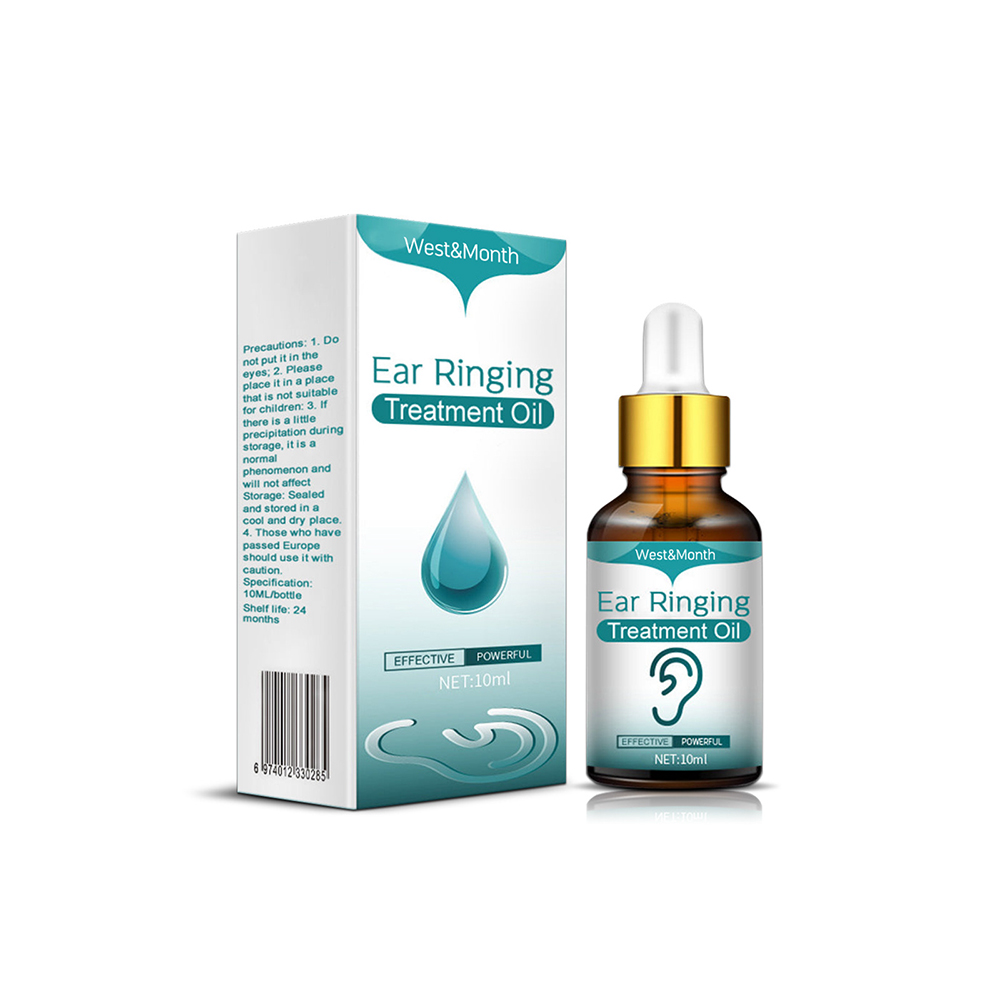 West&Month
Ear Ringing
Treatment Oil
EFFECTIVE POWERFUL
NET:10ml
Precautions: 1. Do
not put it in the
eyes; 2. Please
place it in a place
that is not suitable
for children: 3. If
there is a little
precipitation during
storage, it is a
normal
phenomenon and
will not affect
Storage: Sealed
and stored in a
cool and dry place.
4. Those who have
passed Europe
should use it with
caution.
Specification:
10ML/bottle
Shelf life: 24
months
6 974012 330285
West&Month
Ear Ringing
Treatment Oil
EFFECTIVE POWERFUL
NET:10ml